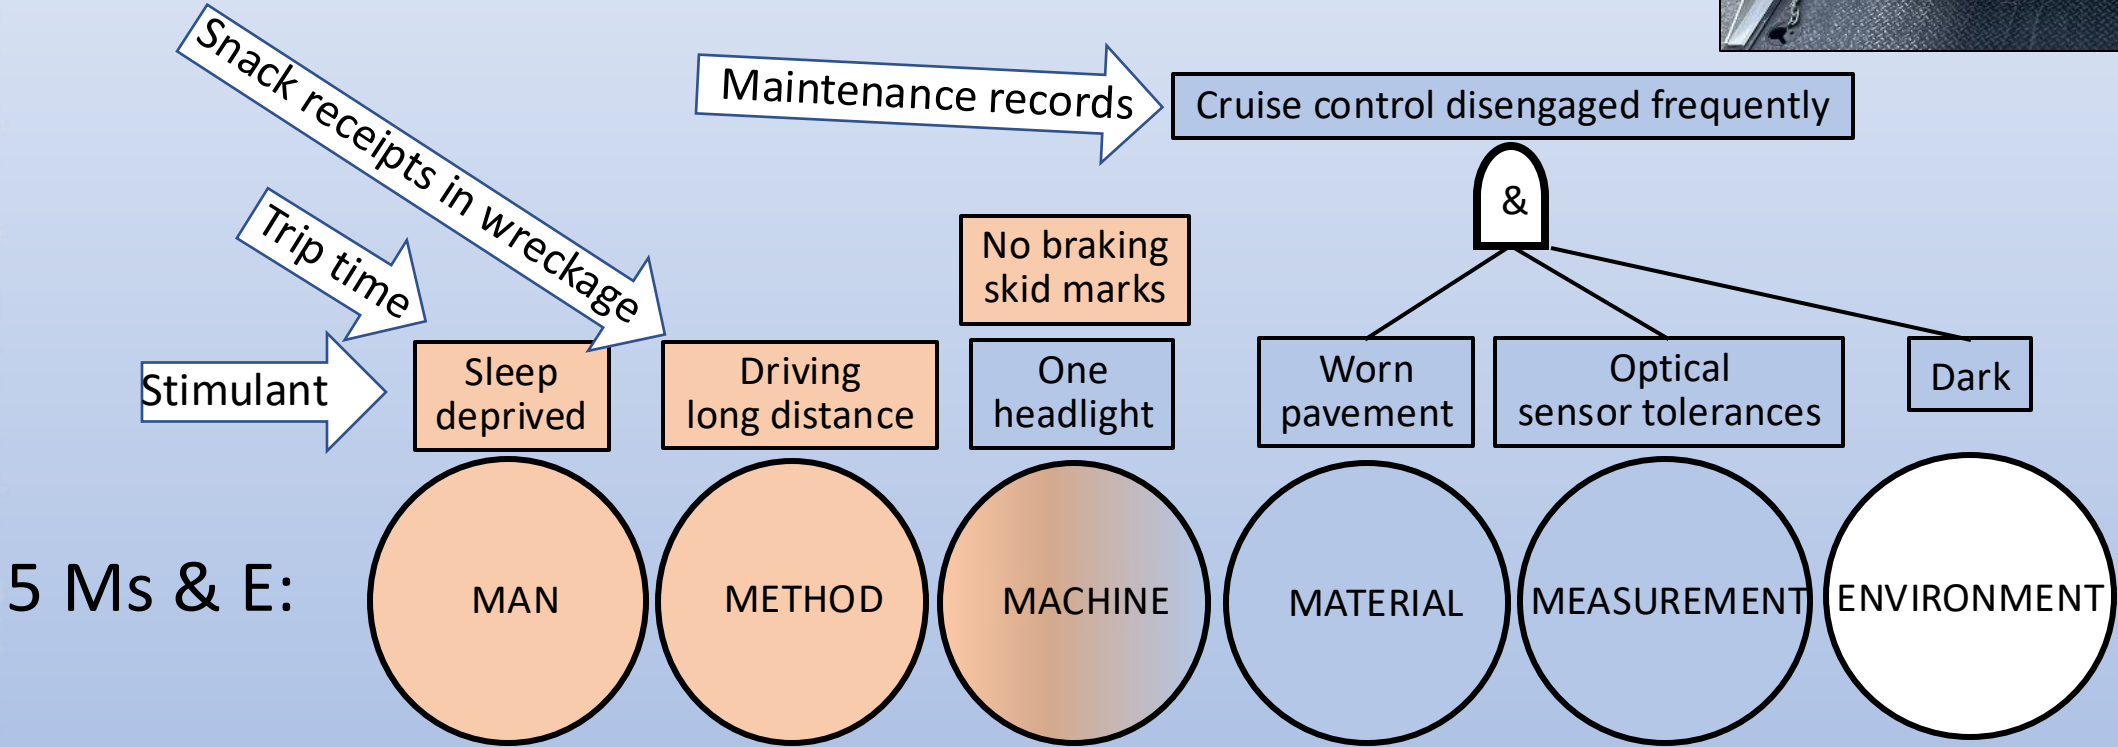 Snack receipts in wreckage
Maintenance records
Cruise control disengaged frequently
&
Trip time
No braking
skid marks
Stimulant
Sleep
deprived
Driving
long distance
One
headlight
Worn
pavement
Optical
sensor tolerances
Dark
5 Ms & E:
MAN
METHOD
MACHINE
MATERIAL
MEASUREMENT
ENVIRONMENT